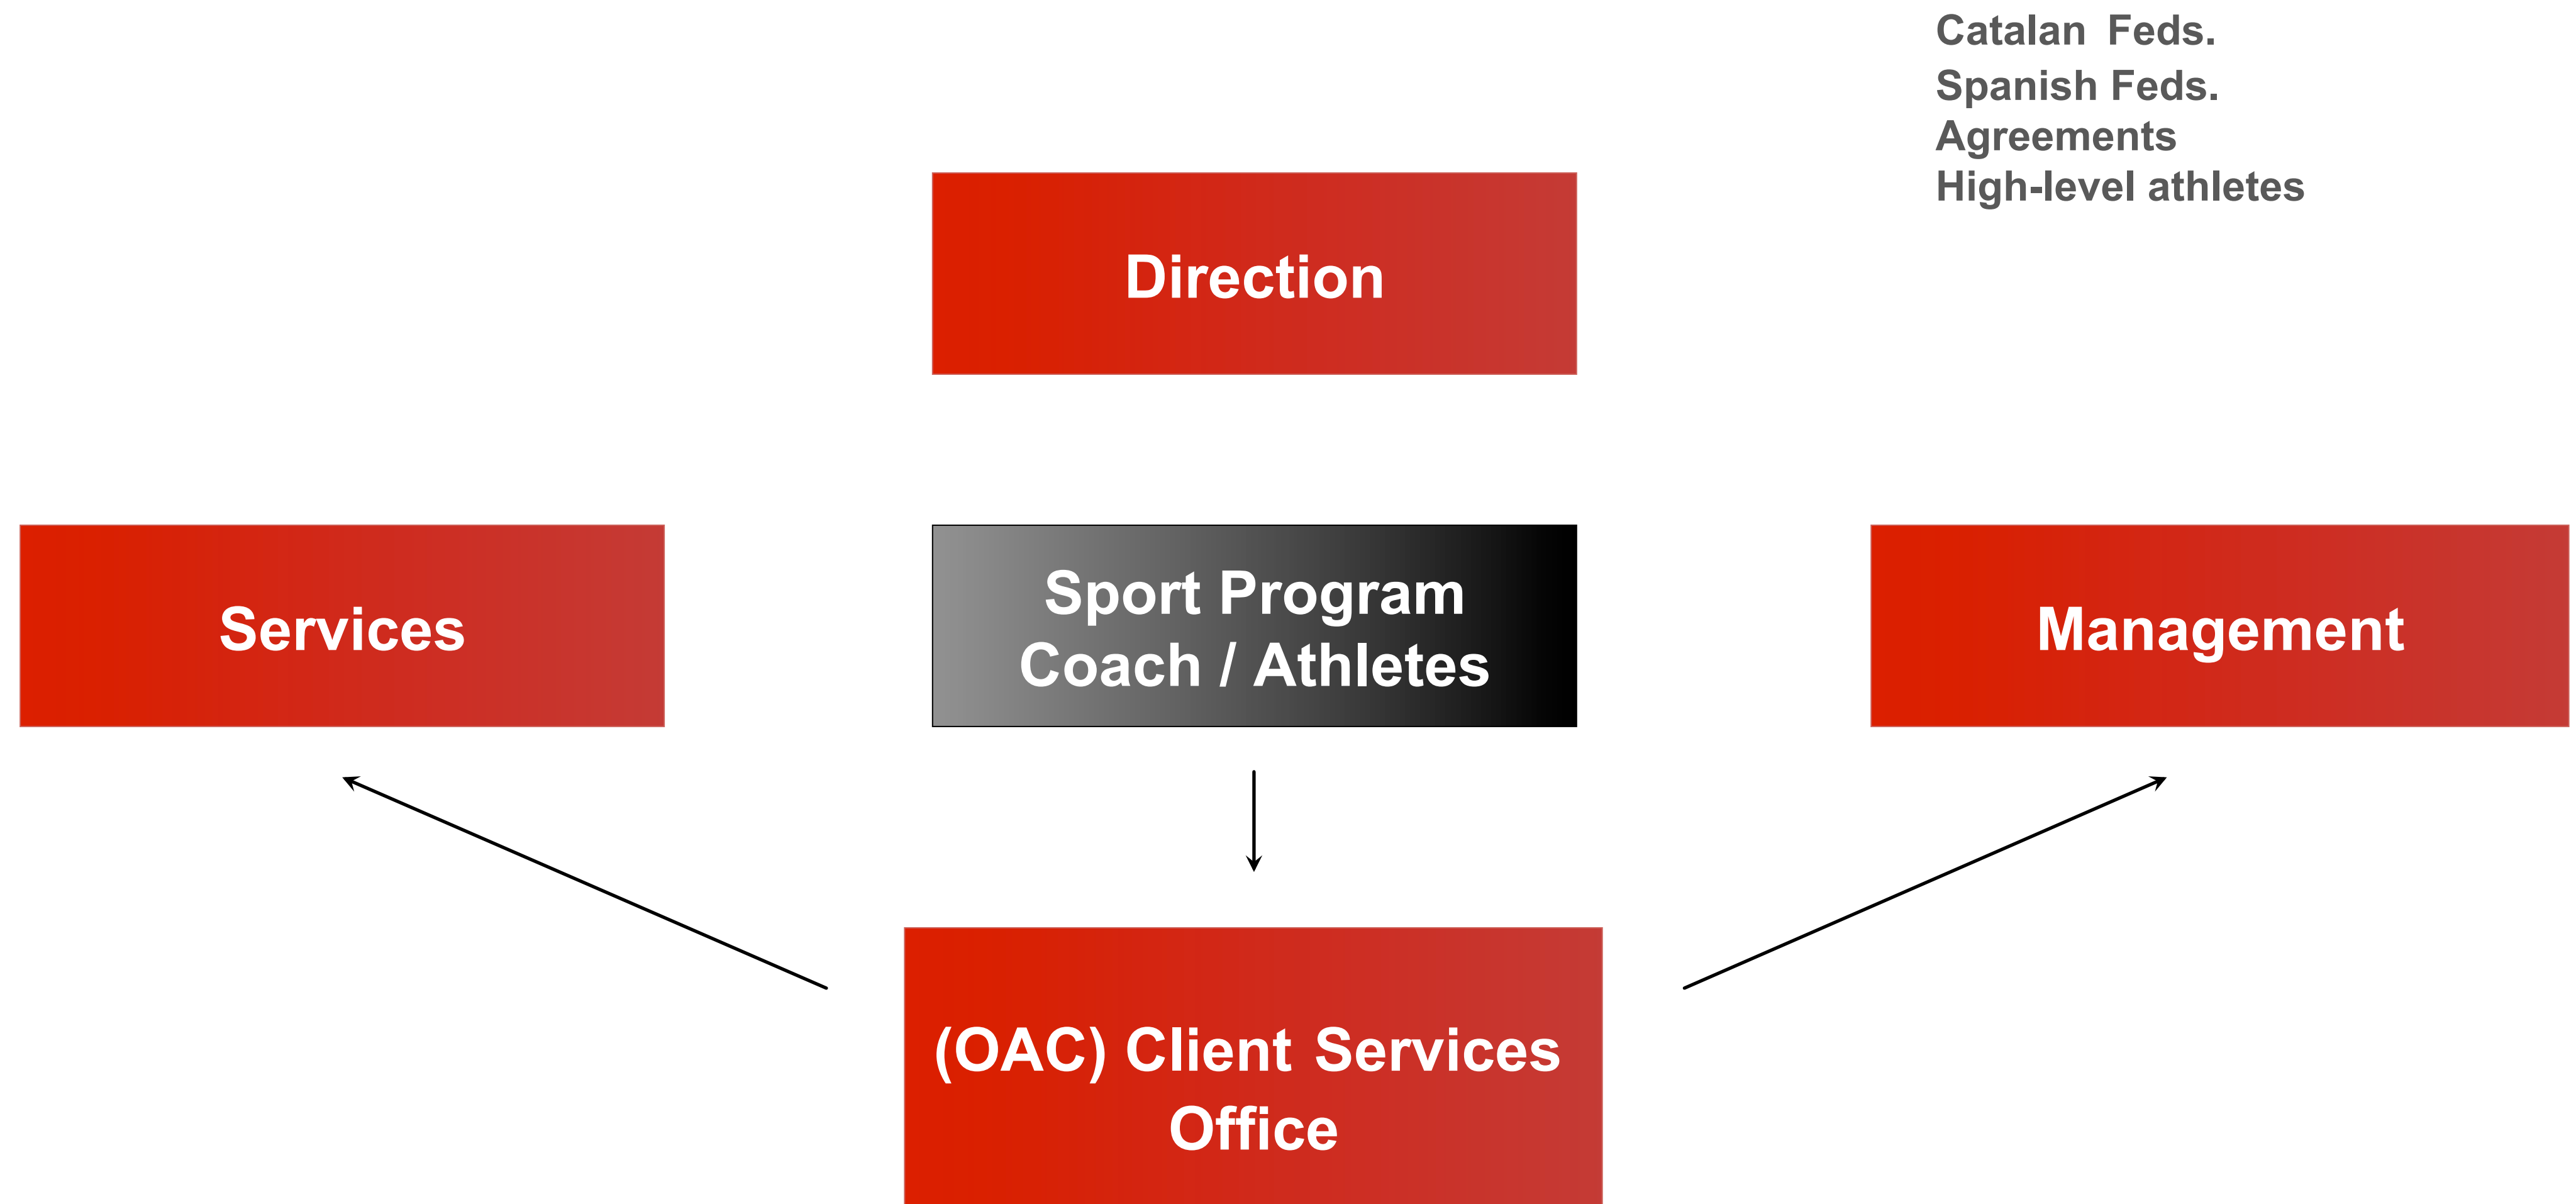 Catalan Feds.
Spanish Feds.
Agreements
High-level athletes
Direction
Services
Sport Program
Coach / Athletes
Management
(OAC) Client Services
Office